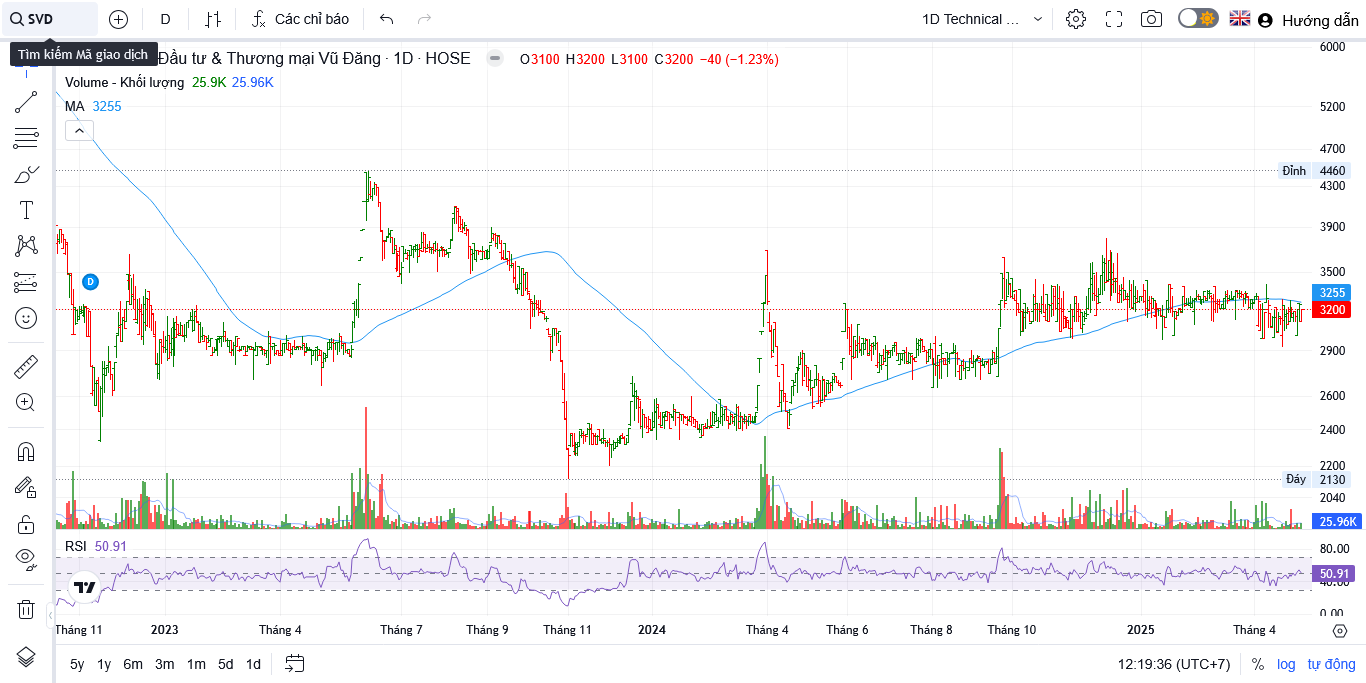 SVD
D
Các chỉ báo
1D Technical ...
Hướng dẫn
Tìm kiếm Mã giao dịch
Đầu tư & Thương mại Vũ Đăng · 1D · HOSE
O3100 H3200 L3100 C3200 −40 (−1.23%)
Volume - Khối lượng 25.9K 25.96K
MA 3255
6000
5200
4700
Đỉnh 4460
4300
3900
3500
D
3255
3200
2900
2600
2400
2200
Đáy 2130
2040
25.96K
RSI 50.91
80.00
50.91
40.00
0.00
Tháng 11 2023 Tháng 4 Tháng 7 Tháng 9 Tháng 11 2024 Tháng 4 Tháng 6 Tháng 8 Tháng 10 2025 Tháng 4
5y 1y 6m 3m 1m 5d 1d
12:19:36 (UTC+7) % log tự động